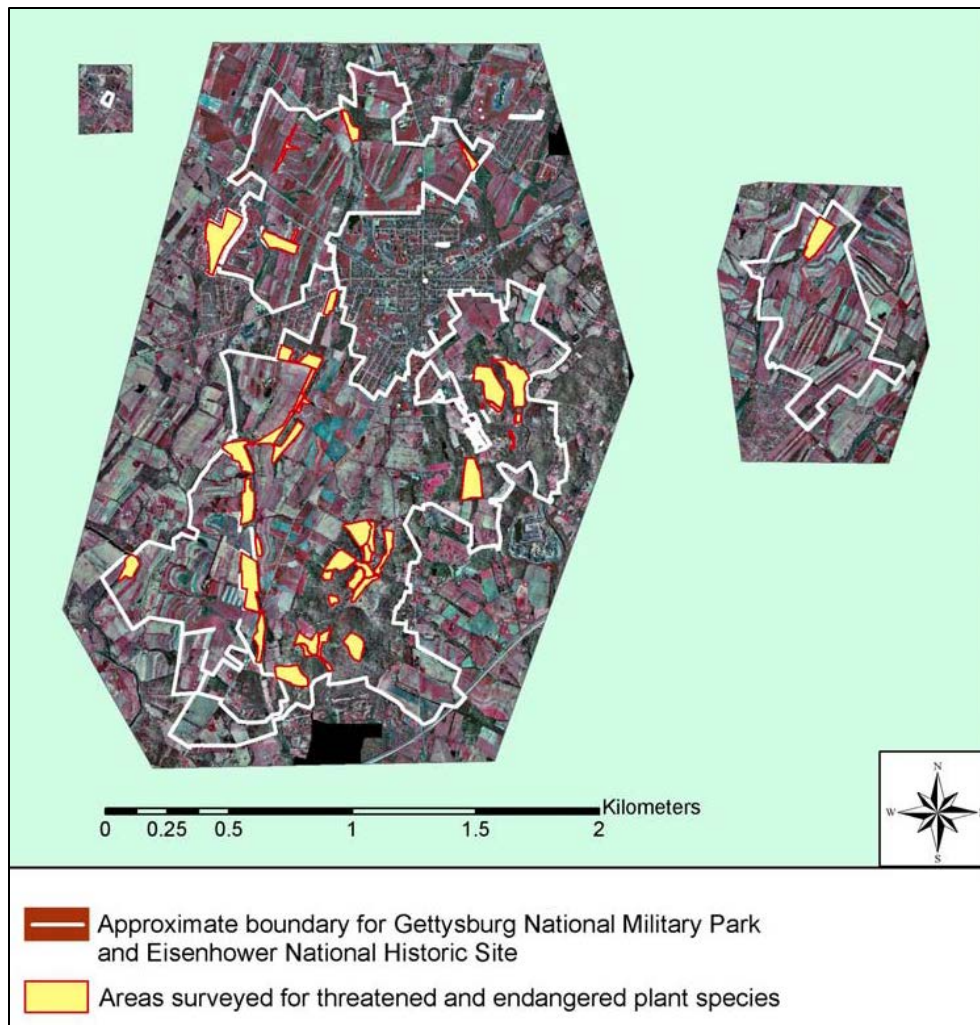 Kilometers
0 0.25 0.5 1 1.5 2
N
W
S
Approximate boundary for Gettysburg National Military Park
and Eisenhower National Historic Site
Areas surveyed for threatened and endangered plant species